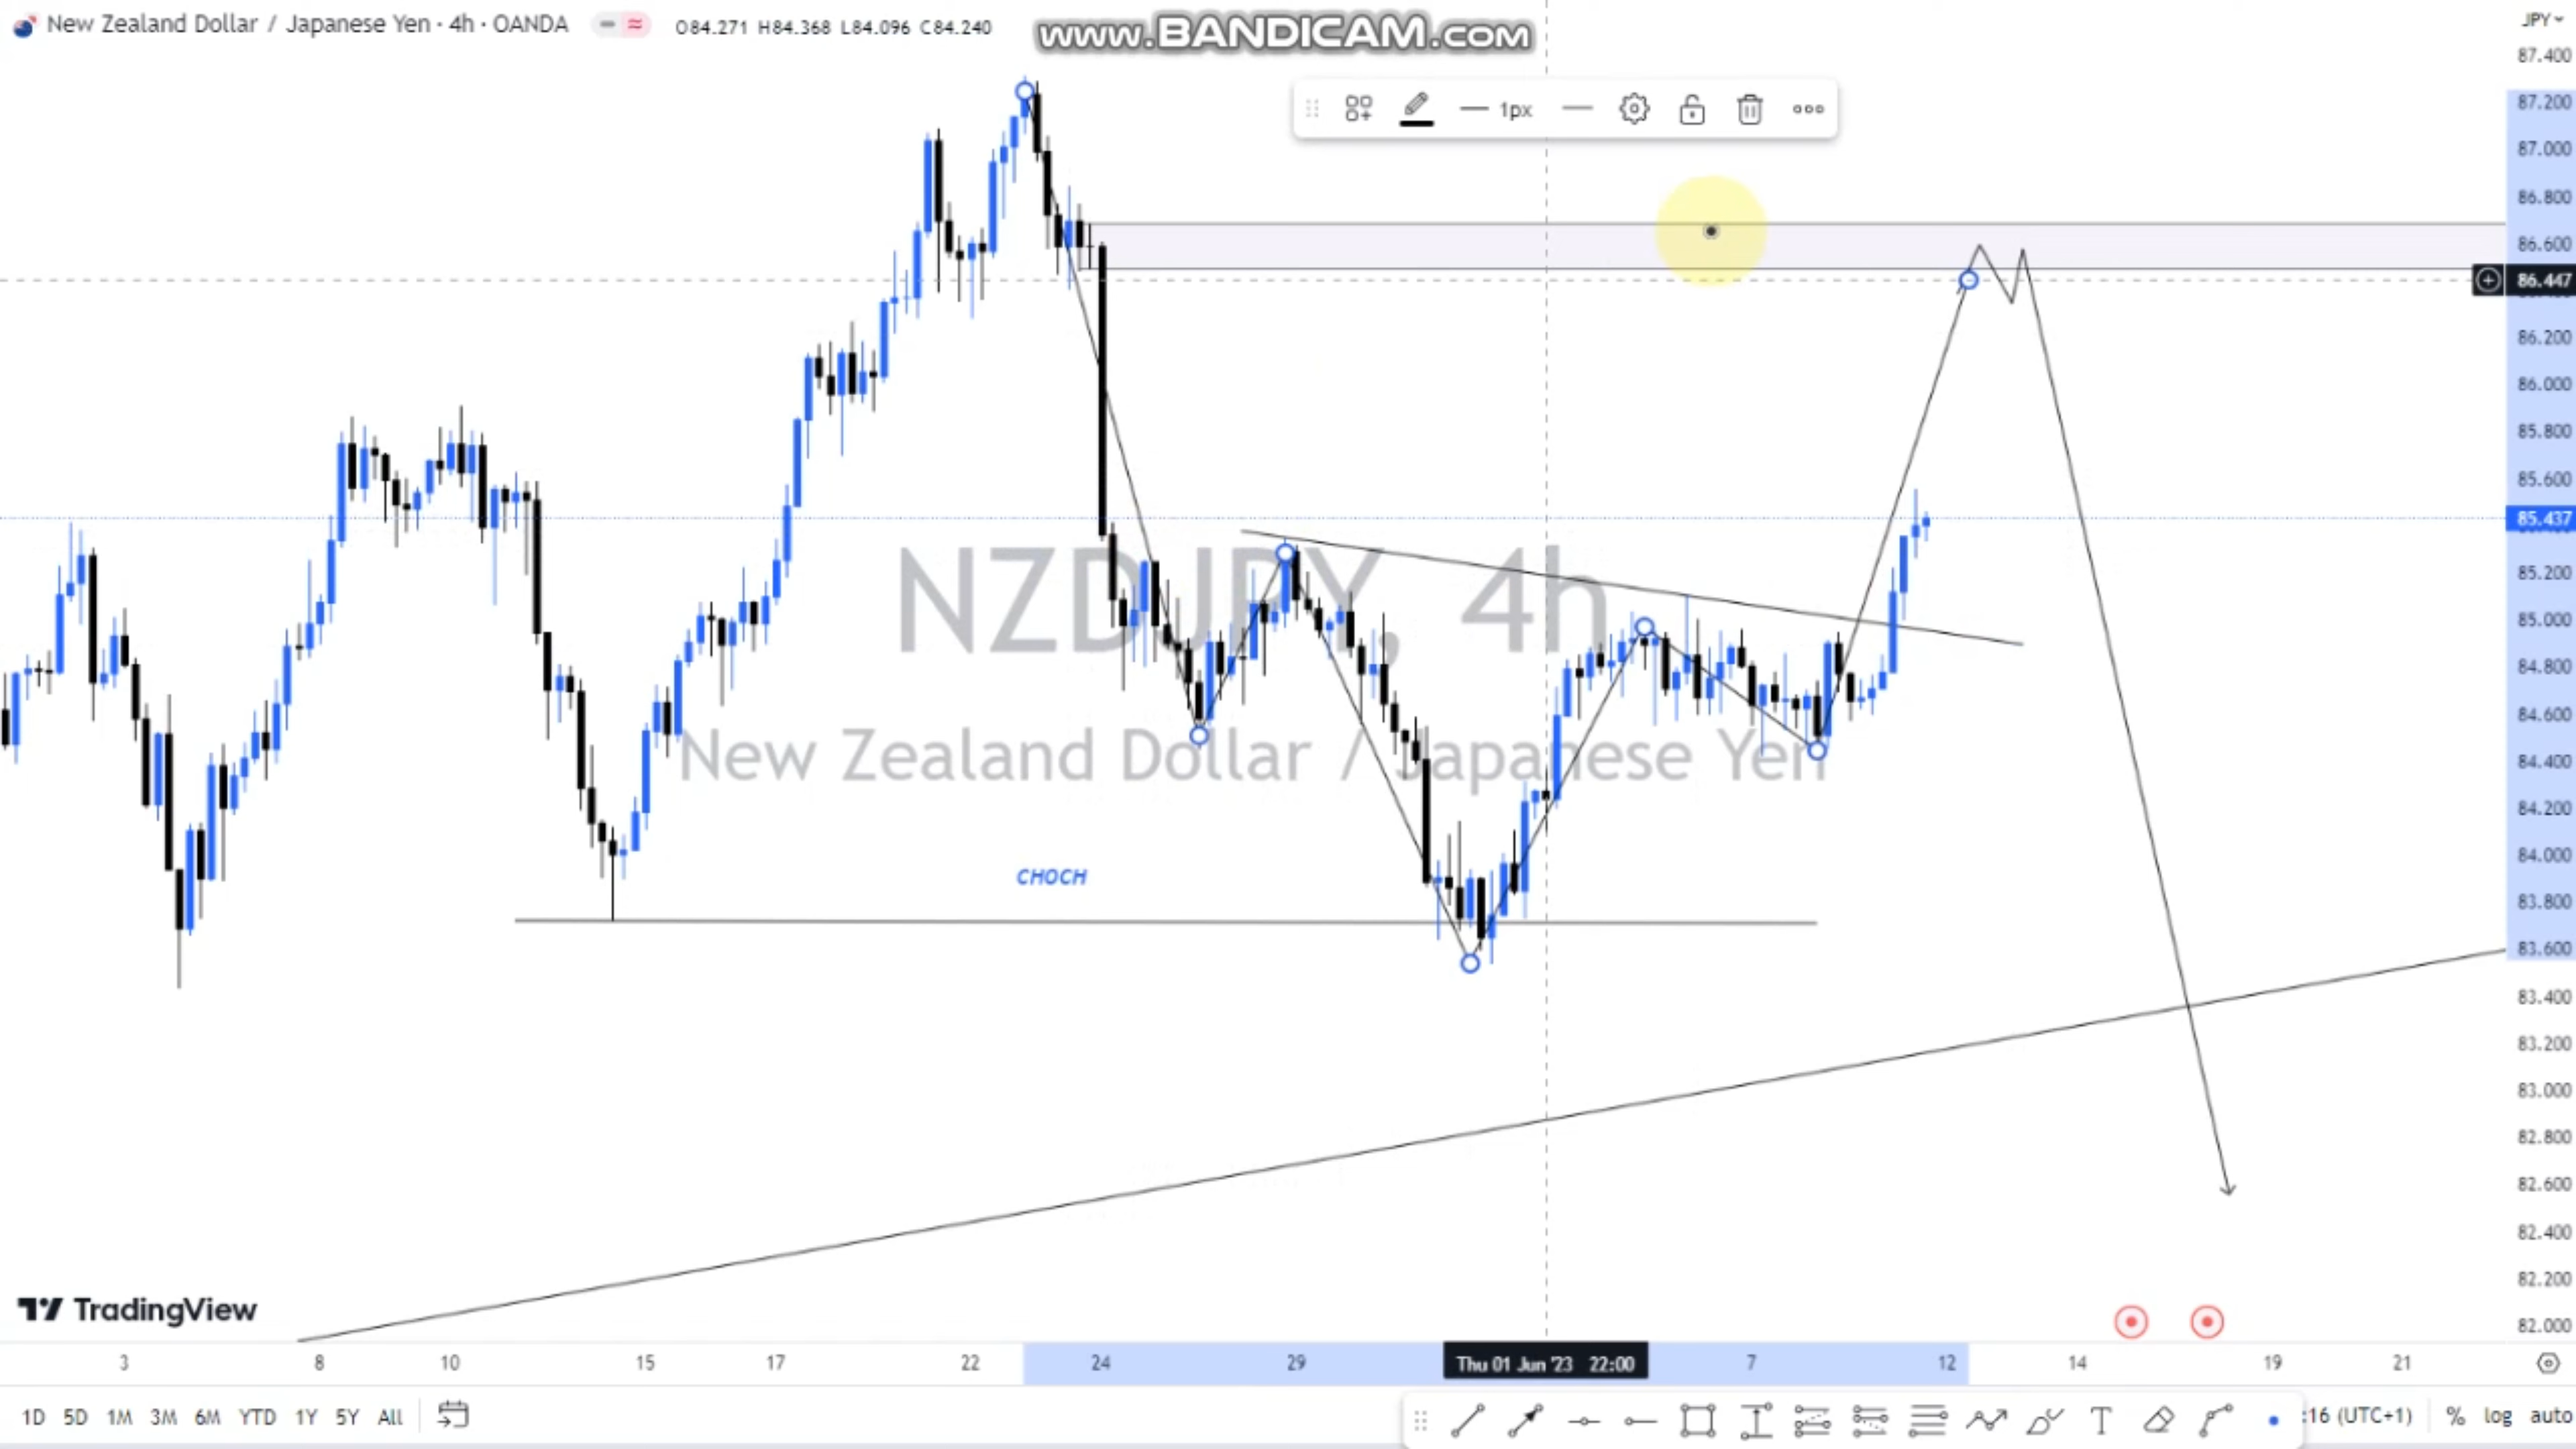 New Zealand Dollar / Japanese Yen · 4h · OANDA
O84.271 H84.368 L84.096 C84.240
www.BANDICAM.com
JPY
87.400
87.200
1px
87.000
86.800
86.600
86.447
86.200
86.000
85.800
85.600
85.437
85.200
85.000
84.800
84.600
84.400
84.200
84.000
83.800
83.600
83.400
83.200
83.000
82.800
82.600
82.400
82.200
82.000
NZDJPY, 4h
New Zealand Dollar / Japanese Yen
CHOCH
TradingView
3 8 10 15 17 22 24 29 Thu 01 Jun '23 22:00 7 12 14 19 21
1D 5D 1M 3M 6M YTD 1Y 5Y All
:16 (UTC+1) % log auto